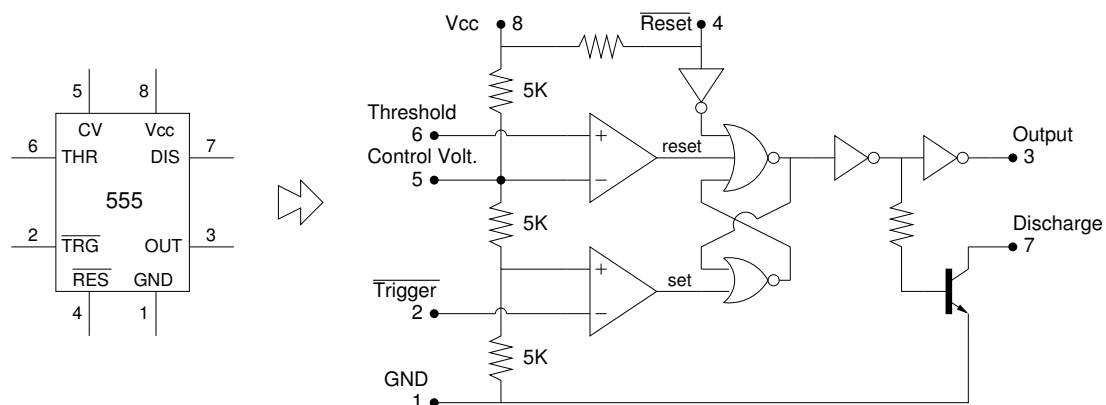 5
8
CV
Vcc
6
THR
DIS
7
555
2
TRG
OUT
3
RES
GND
4
1
Vcc
8
Reset
4
5K
Threshold
6
+
reset
Control Volt.
5
−
Output
3
5K
Discharge
7
+
set
Trigger
2
−
5K
GND
1